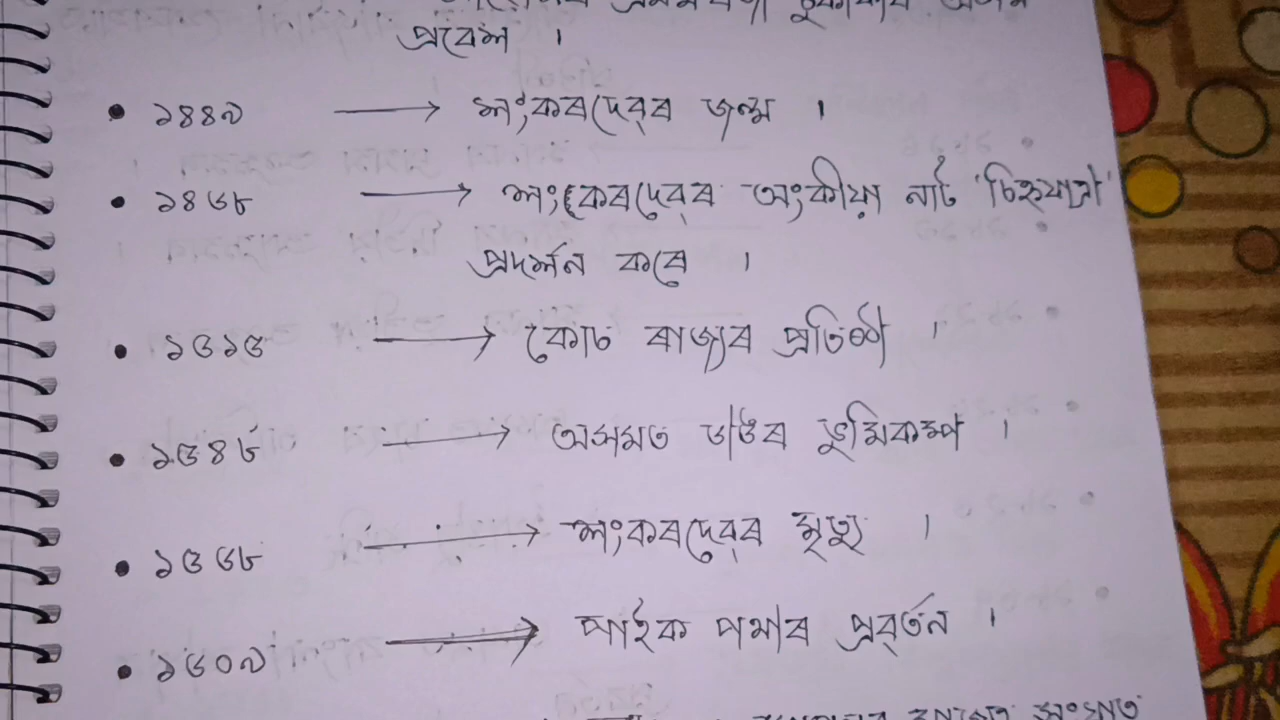 প্ৰবেশ ।
• ১৪৪৯ → শংকৰদেৱৰ জন্ম ।
• ১৪৬৮ → শংকৰদেৱৰ অংকীয়া নাট 'চিহ্নযাত্ৰা'
প্ৰদৰ্শন কৰে ।
• ১৫১৫ → কোচ ৰাজ্যৰ প্ৰতিষ্ঠা ।
• ১৫৪৮ → অসমত ডাঙৰ ভূমিকম্প ।
• ১৫৬৮ → শংকৰদেৱৰ মৃত্যু ।
• ১৬০৯ → পাইক প্ৰথাৰ প্ৰৱৰ্তন ।